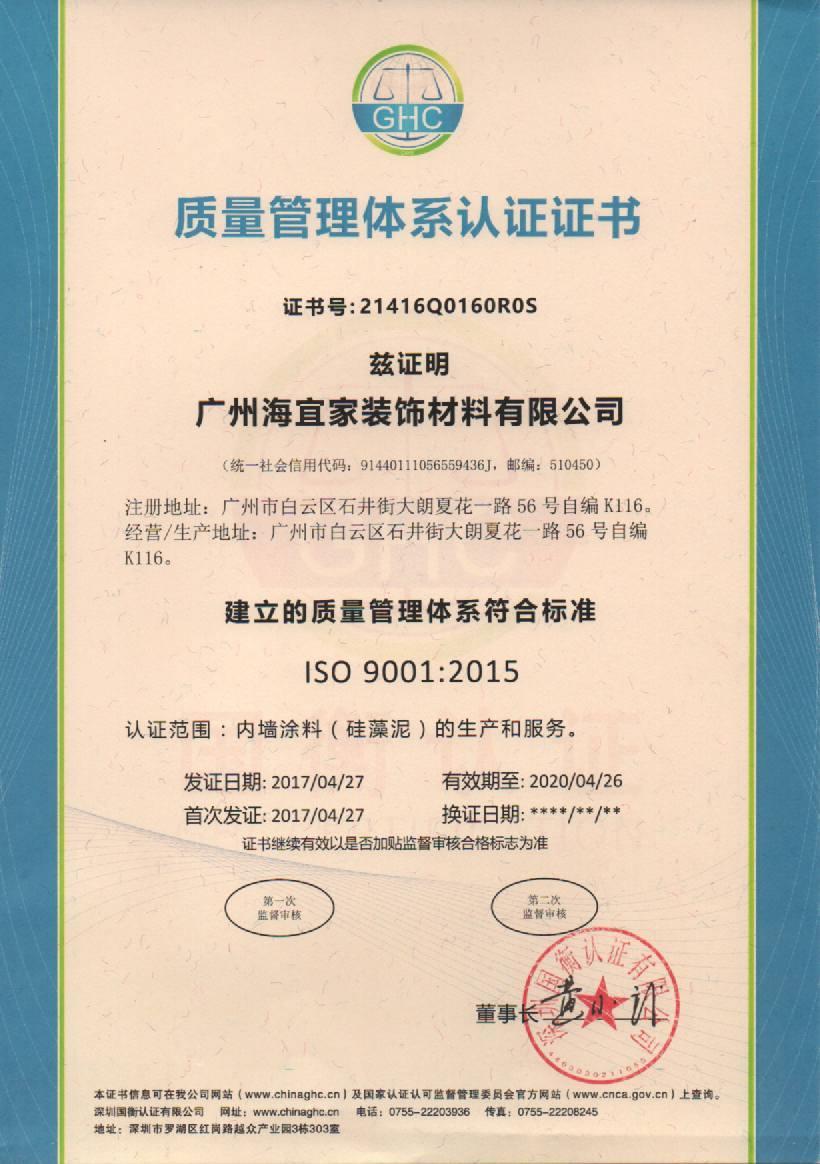 GHC
质量管理体系认证证书
证书号:21416Q0160R0S
兹证明
广州海宜家装饰材料有限公司
（统一社会信用代码：91440111056559436J，邮编：510450）
注册地址：广州市白云区石井街大朗夏花一路 56 号自编 K116。
经营/生产地址：广州市白云区石井街大朗夏花一路 56 号自编
K116。
建立的质量管理体系符合标准
ISO 9001:2015
认证范围：内墙涂料（硅藻泥）的生产和服务。
发证日期: 2017/04/27 有效期至: 2020/04/26
首次发证: 2017/04/27 换证日期: ****/**/**
证书继续有效以是否加贴监督审核合格标志为准
第一次
监督审核
第二次
监督审核
深圳国衡认证有限公司
董事长
本证书信息可在我公司网站（www.chinaghc.cn）及国家认证认可监督管理委员会官方网站（www.cnca.gov.cn）上查询。
深圳国衡认证有限公司 网址：www.chinaghc.cn 电话：0755-22203936 传真：0755-22208245
地址：深圳市罗湖区红岗路越众产业园3栋303室